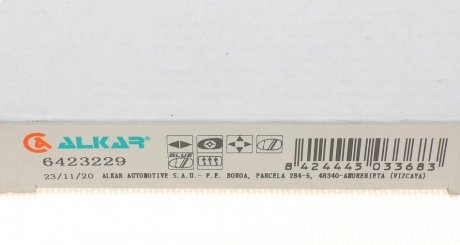 ALKAR
6423229
BLUE
8 424445 033683
23/11/20 ALKAR AUTOMOTIVE S.A.U.- P.E. BOROA, PARCELA 2B4-5, 48340-AMOREBIETA (VIZCAYA)